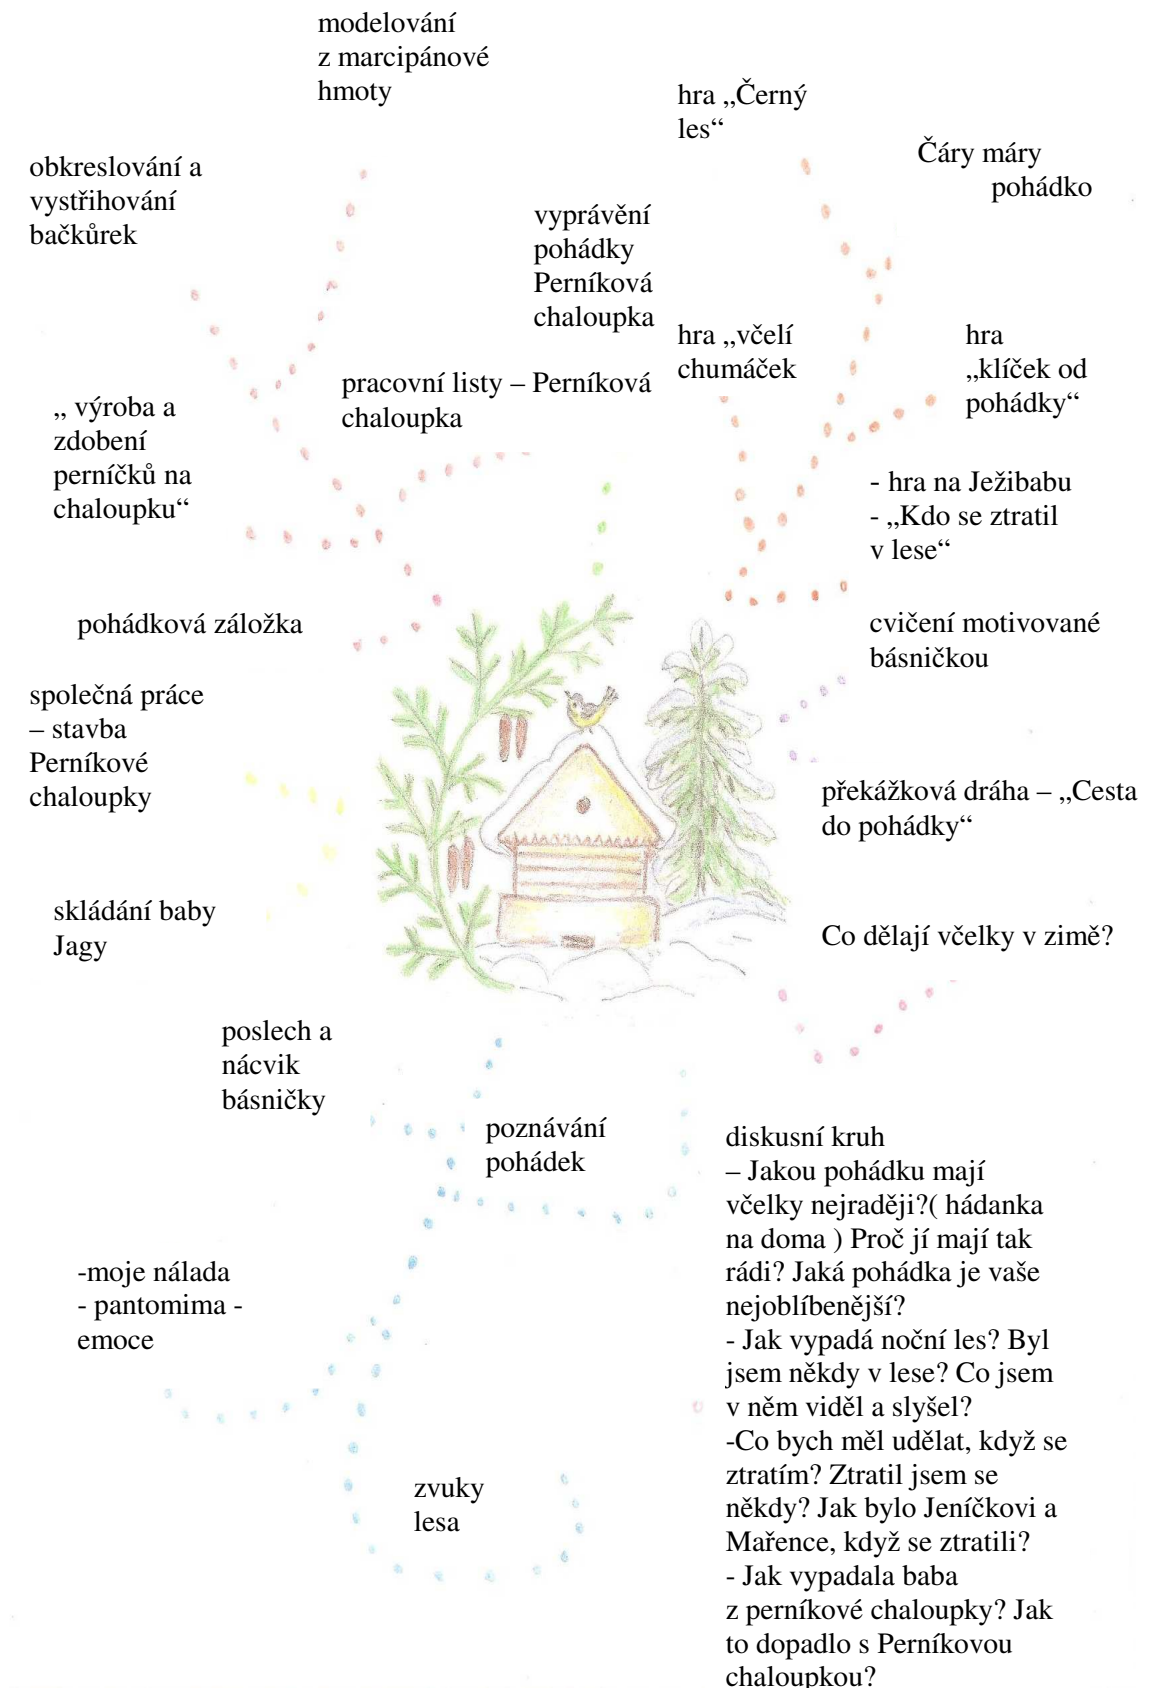 modelování
z marcipánové
hmoty
hra „Černý
les“
Čáry máry
pohádko
obkreslování a
vystřihování
bačkůrek
vyprávění
pohádky
Perníková
chaloupka
hra „včelí
chumáček
hra
„klíček od
pohádky“
pracovní listy – Perníková
chaloupka
„ výroba a
zdobení
perníčků na
chaloupku“
- hra na Ježibabu
- „Kdo se ztratil
v lese“
pohádková záložka
cvičení motivované
básničkou
společná práce
– stavba
Perníkové
chaloupky
překážková dráha – „Cesta
do pohádky“
skládání baby
Jagy
Co dělají včelky v zimě?
poslech a
nácvik
básničky
poznávání
pohádek
diskusní kruh
– Jakou pohádku mají
včelky nejraději?( hádanka
na doma ) Proč jí mají tak
rádi? Jaká pohádka je vaše
nejoblíbenější?
- Jak vypadá noční les? Byl
jsem někdy v lese? Co jsem
v něm viděl a slyšel?
-Co bych měl udělat, když se
ztratím? Ztratil jsem se
někdy? Jak bylo Jeníčkovi a
Mařence, když se ztratili?
- Jak vypadala baba
z perníkové chaloupky? Jak
to dopadlo s Perníkovou
chaloupkou?
-moje nálada
- pantomima -
emoce
zvuky
lesa